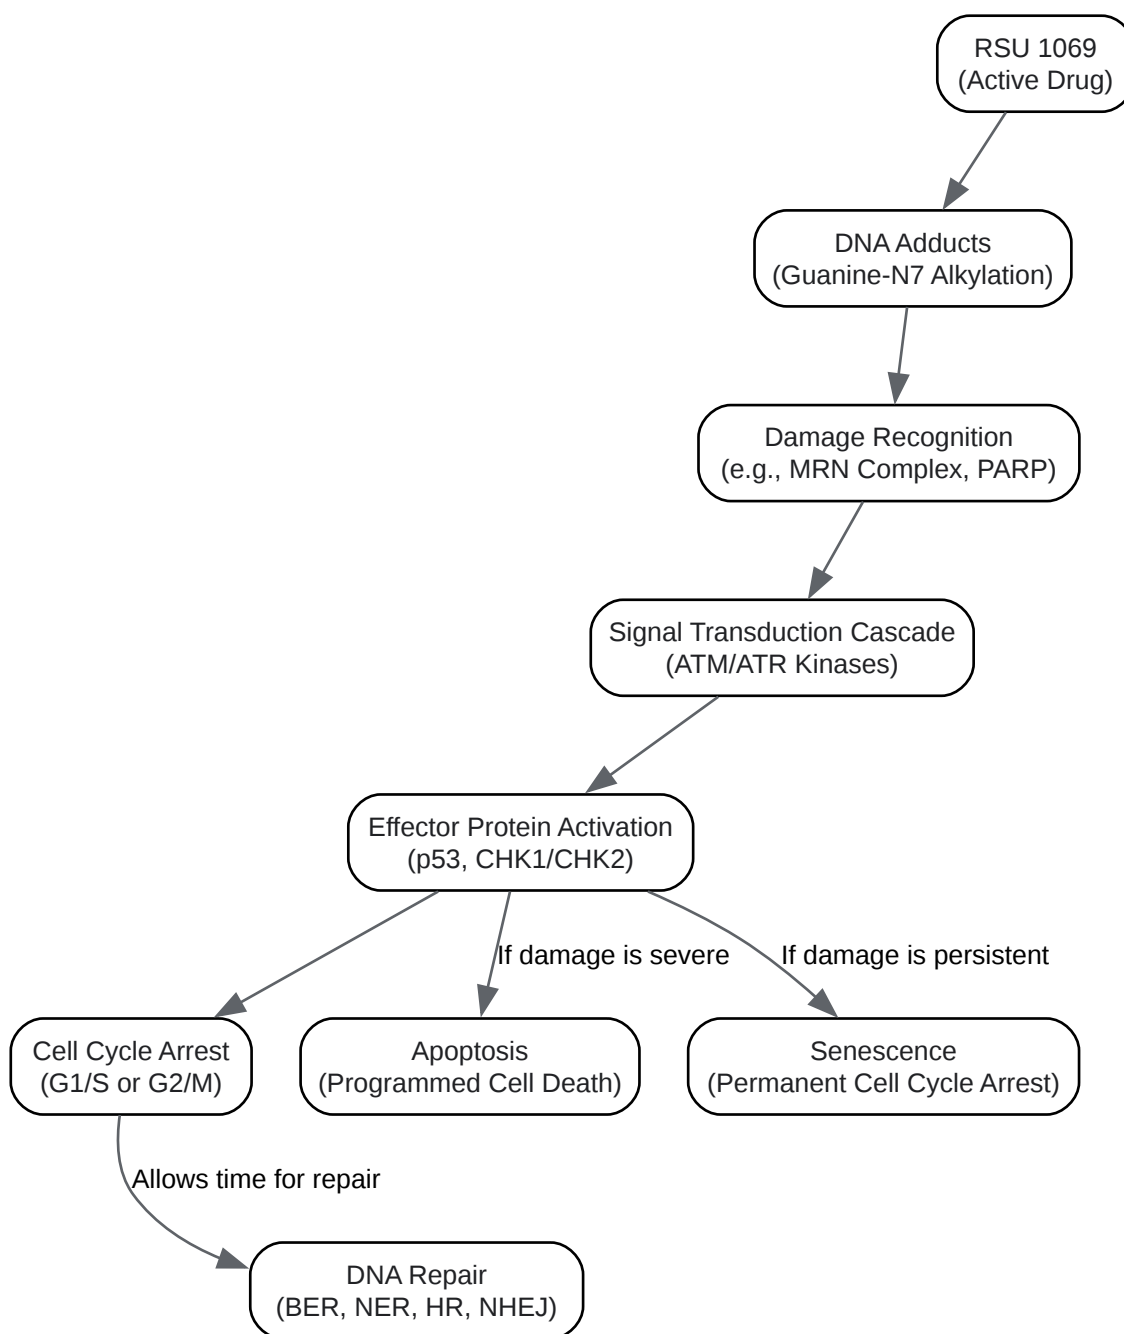 RSU 1069
(Active Drug)
DNA Adducts
(Guanine-N7 Alkylation)
Damage Recognition
(e.g., MRN Complex, PARP)
Signal Transduction Cascade
(ATM/ATR Kinases)
Effector Protein Activation
(p53, CHK1/CHK2)
If damage is severe
If damage is persistent
Cell Cycle Arrest
(G1/S or G2/M)
Apoptosis
(Programmed Cell Death)
Senescence
(Permanent Cell Cycle Arrest)
Allows time for repair
DNA Repair
(BER, NER, HR, NHEJ)